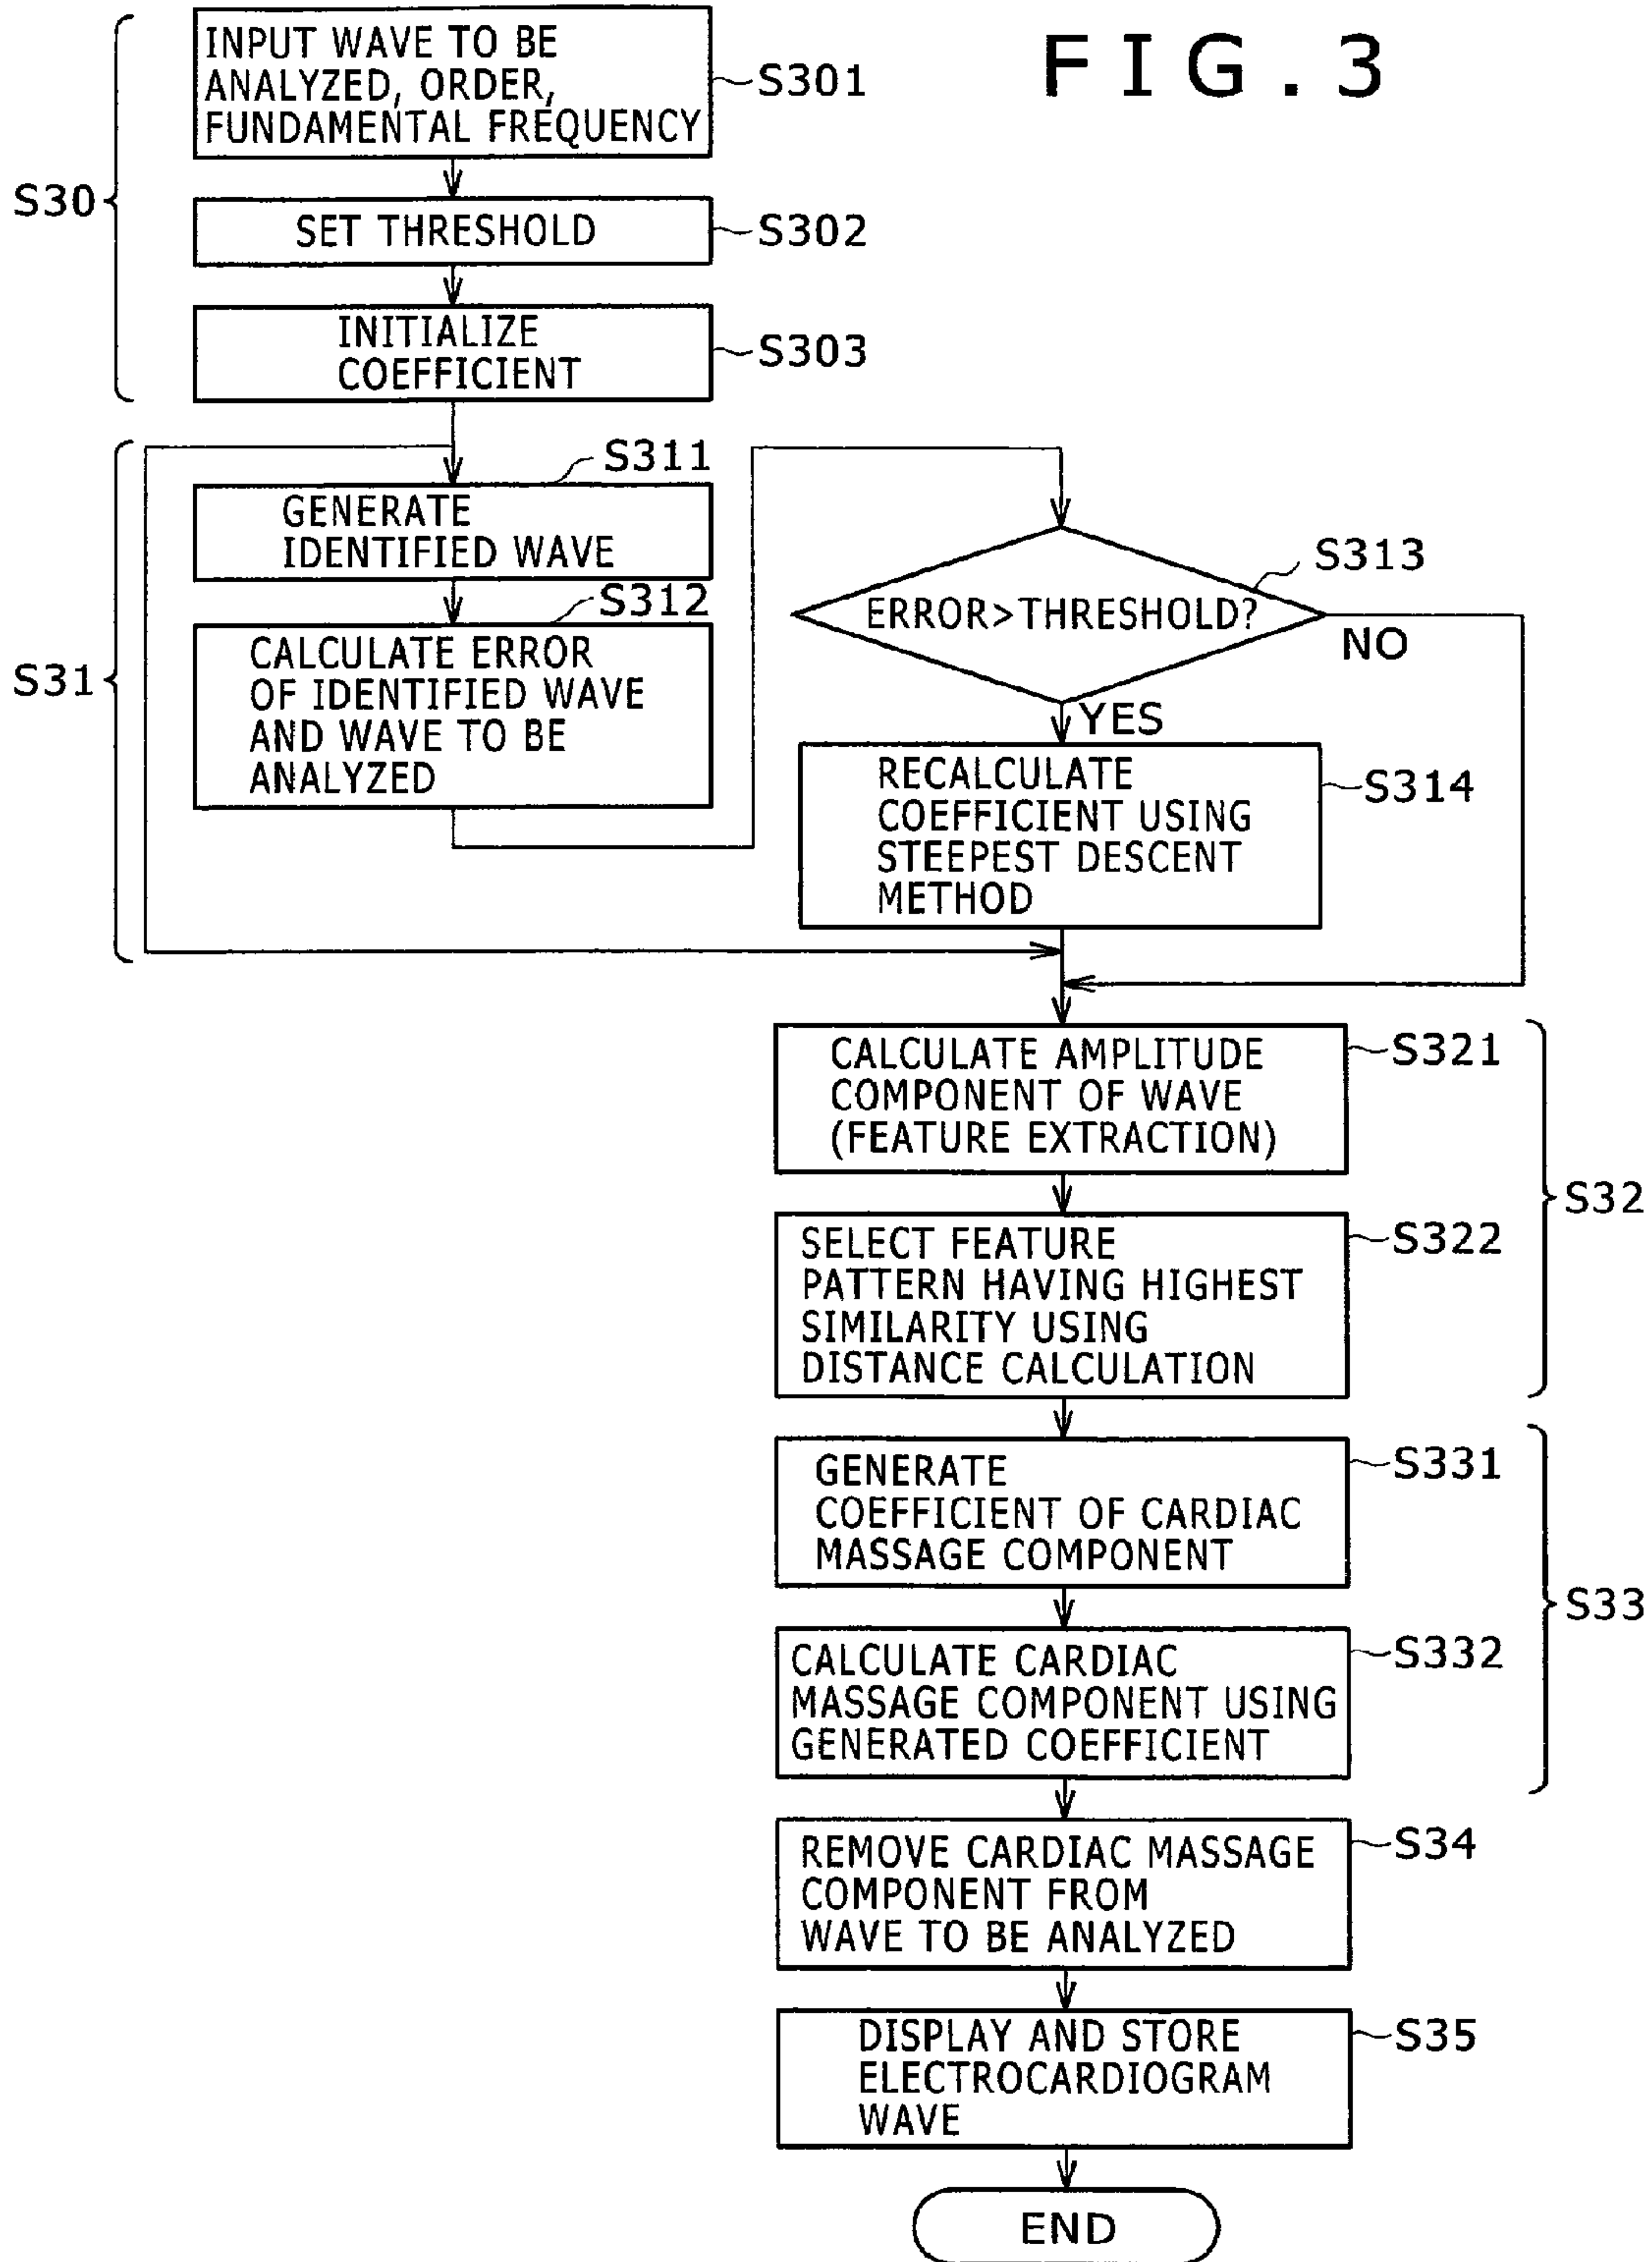 FIG.3
INPUT WAVE TO BE
ANALYZED, ORDER,
FUNDAMENTAL FREQUENCY
S301
S30
SET THRESHOLD
S302
INITIALIZE
COEFFICIENT
S303
S31
S311
GENERATE
IDENTIFIED WAVE
S312
CALCULATE ERROR
OF IDENTIFIED WAVE
AND WAVE TO BE
ANALYZED
S313
ERROR>THRESHOLD?
NO
YES
RECALCULATE
COEFFICIENT USING
STEEPEST DESCENT
METHOD
S314
CALCULATE AMPLITUDE
COMPONENT OF WAVE
(FEATURE EXTRACTION)
S321
S32
SELECT FEATURE
PATTERN HAVING HIGHEST
SIMILARITY USING
DISTANCE CALCULATION
S322
GENERATE
COEFFICIENT OF CARDIAC
MASSAGE COMPONENT
S331
S33
CALCULATE CARDIAC
MASSAGE COMPONENT USING
GENERATED COEFFICIENT
S332
REMOVE CARDIAC MASSAGE
COMPONENT FROM
WAVE TO BE ANALYZED
S34
DISPLAY AND STORE
ELECTROCARDIOGRAM
WAVE
S35
END